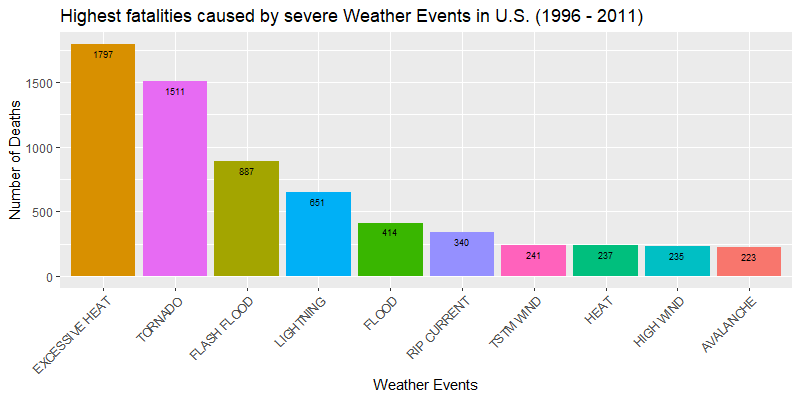 Highest fatalities caused by severe Weather Events in U.S. (1996 - 2011)
Number of Deaths
1500
1000
500
0
1797
1511
887
651
414
340
241
237
235
223
EXCESSIVE HEAT
TORNADO
FLASH FLOOD
LIGHTNING
FLOOD
RIP CURRENT
TSTM WIND
HEAT
HIGH WIND
AVALANCHE
Weather Events